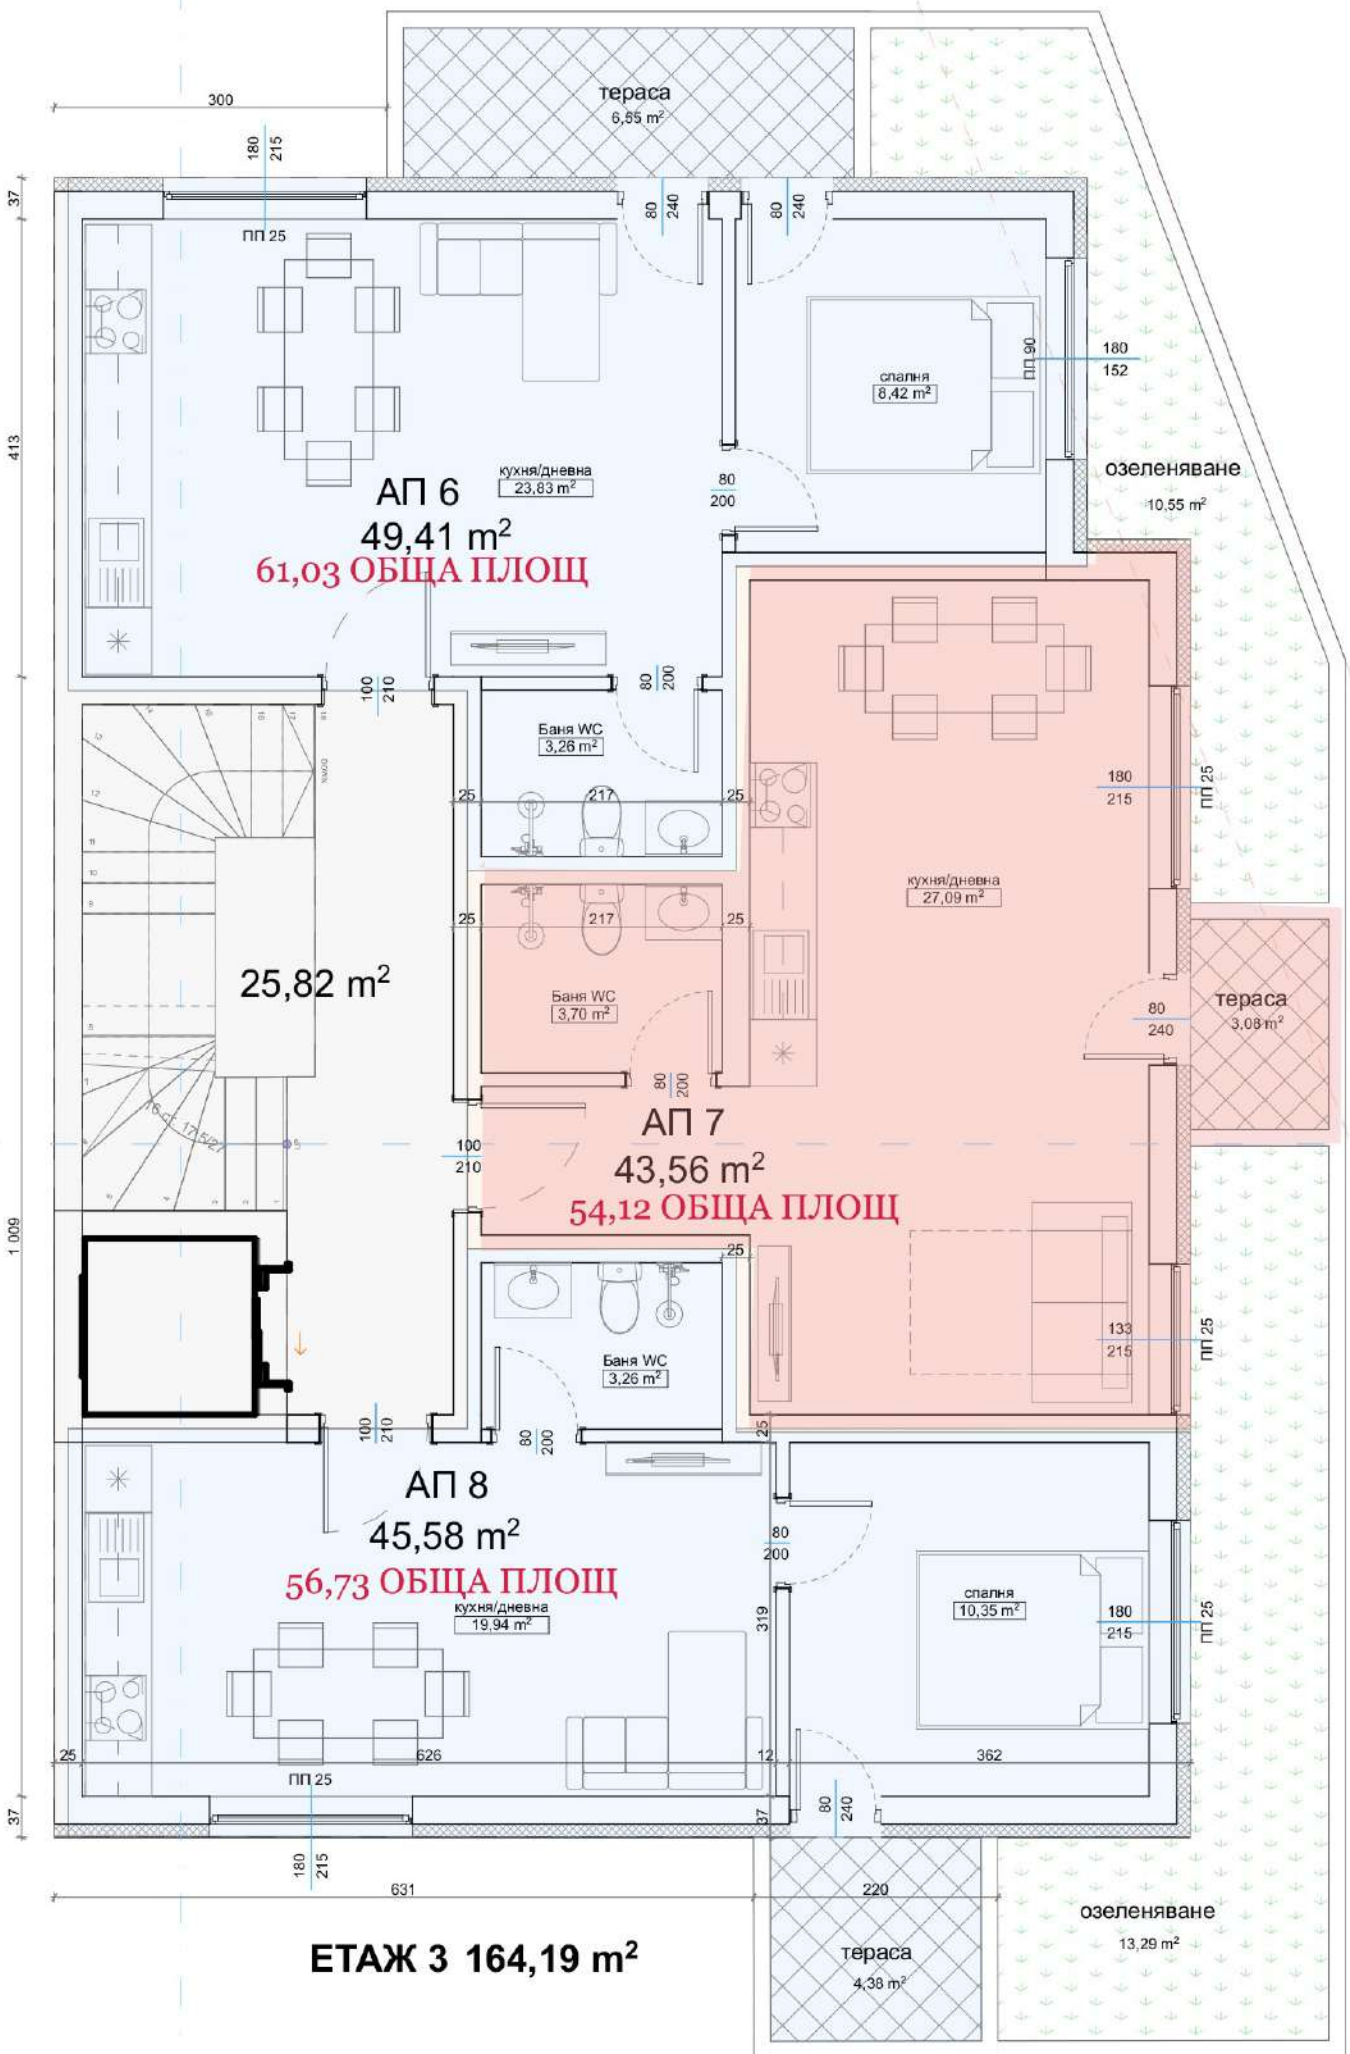 тераса
6,65 m²
300
180
215
37
80
240
80
240
ПП 25
ПП 90
180
152
спалня
8,42 m²
413
кухня/дневна
23,83 m²
80
200
озеленяване
10,55 m²
АП 6
49,41 m²
61,03 ОБЩА ПЛОЩ
100
210
80
200
Баня WC
3,26 m²
DOWN
180
215
ПП 25
25
217
25
кухня/дневна
27,09 m²
25
217
25
25,82 m²
Баня WC
3,70 m²
80
240
тераса
3,08 m²
80
200
АП 7
43,56 m²
54,12 ОБЩА ПЛОЩ
16 ст. 17.5/27
100
210
1 009
25
133
215
ПП 25
Баня WC
3,26 m²
100
210
80
200
25
АП 8
45,58 m²
56,73 ОБЩА ПЛОЩ
кухня/дневна
19,94 m²
80
200
319
спалня
10,35 m²
180
215
ПП 25
25
626
12
362
ПП 25
37
37
80
240
180
215
631
220
озеленяване
13,29 m²
ЕТАЖ 3 164,19 m²
тераса
4,38 m²